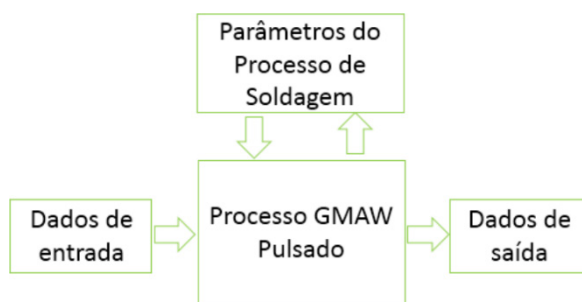 Parâmetros do
Processo de
Soldagem
Dados de
entrada
Processo GMAW
Pulsado
Dados de
saída